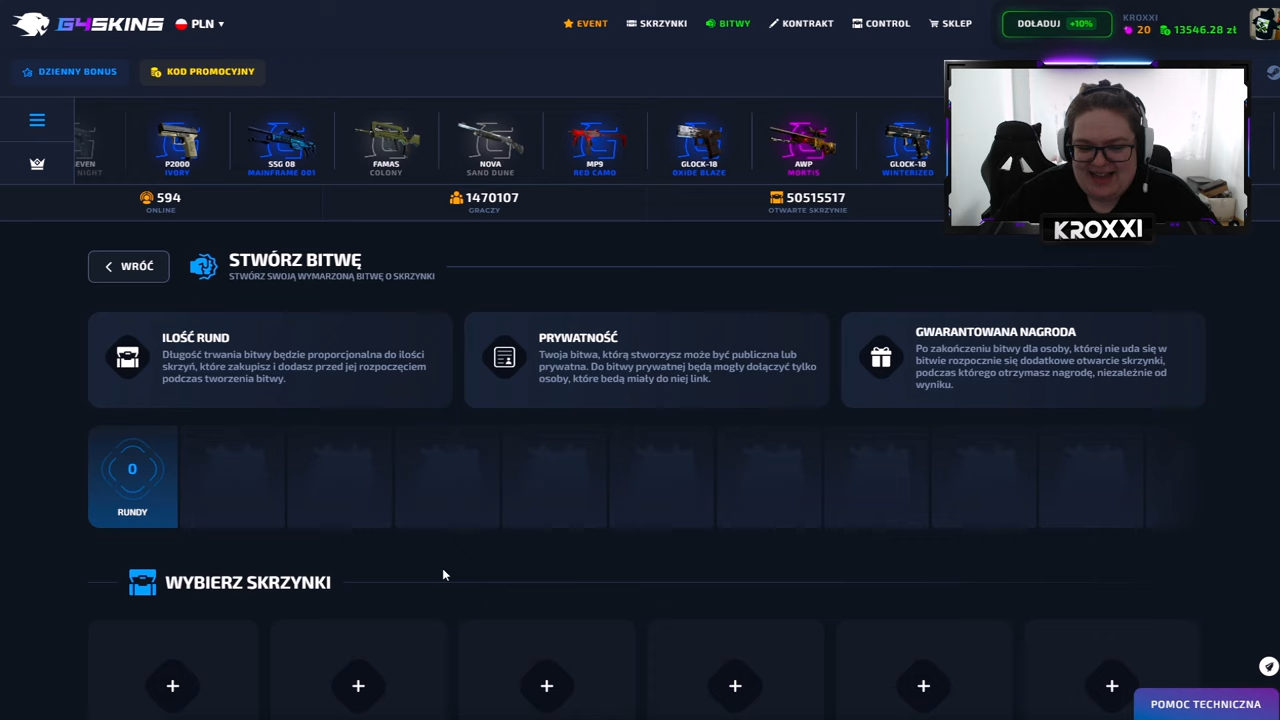 G4SKINS
PLN
EVENT
SKRZYNKI
BITWY
KONTRAKT
CONTROL
SKLEP
DOŁADUJ
+10%
KROXXI
20
13546.28 zł
DZIENNY BONUS
KOD PROMOCYJNY
EVEN
NIGHT
P2000
IVORY
SSG 08
MAINFRAME 001
FAMAS
COLONY
NOVA
SAND DUNE
MP9
RED CAMO
GLOCK-18
OXIDE BLAZE
AWP
MORTIS
GLOCK-18
WINTERIZED
KROXXI
594
ONLINE
1470107
GRACZY
50515517
OTWARTE SKRZYNIE
WRÓĆ
STWÓRZ BITWĘ
STWÓRZ SWOJĄ WYMARZONĄ BITWĘ O SKRZYNKI
ILOŚĆ RUND
Długość trwania bitwy będzie proporcjonalna do ilości
skrzyń, które zakupisz i dodasz przed jej rozpoczęciem
podczas tworzenia bitwy.
PRYWATNOŚĆ
Twoja bitwa, którą stworzysz może być publiczna lub
prywatna. Do bitwy prywatnej będą mogły dołączyć tylko
osoby, które bedą miały do niej link.
GWARANTOWANA NAGRODA
Po zakończeniu bitwy dla osoby, której nie uda się w
bitwie rozpocznie się dodatkowe otwarcie skrzynki,
podczas którego otrzymasz nagrodę, niezależnie od
wyniku.
0
RUNDY
WYBIERZ SKRZYNKI
+ + + + + +
POMOC TECHNICZNA